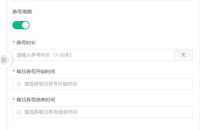 养号周期
* 养号时长
请输入养号时长（1-30天）
天
* 每日养号开始时间
请选择每日养号开始时间
* 每日养号结束时间
请选择每日养号结束时间